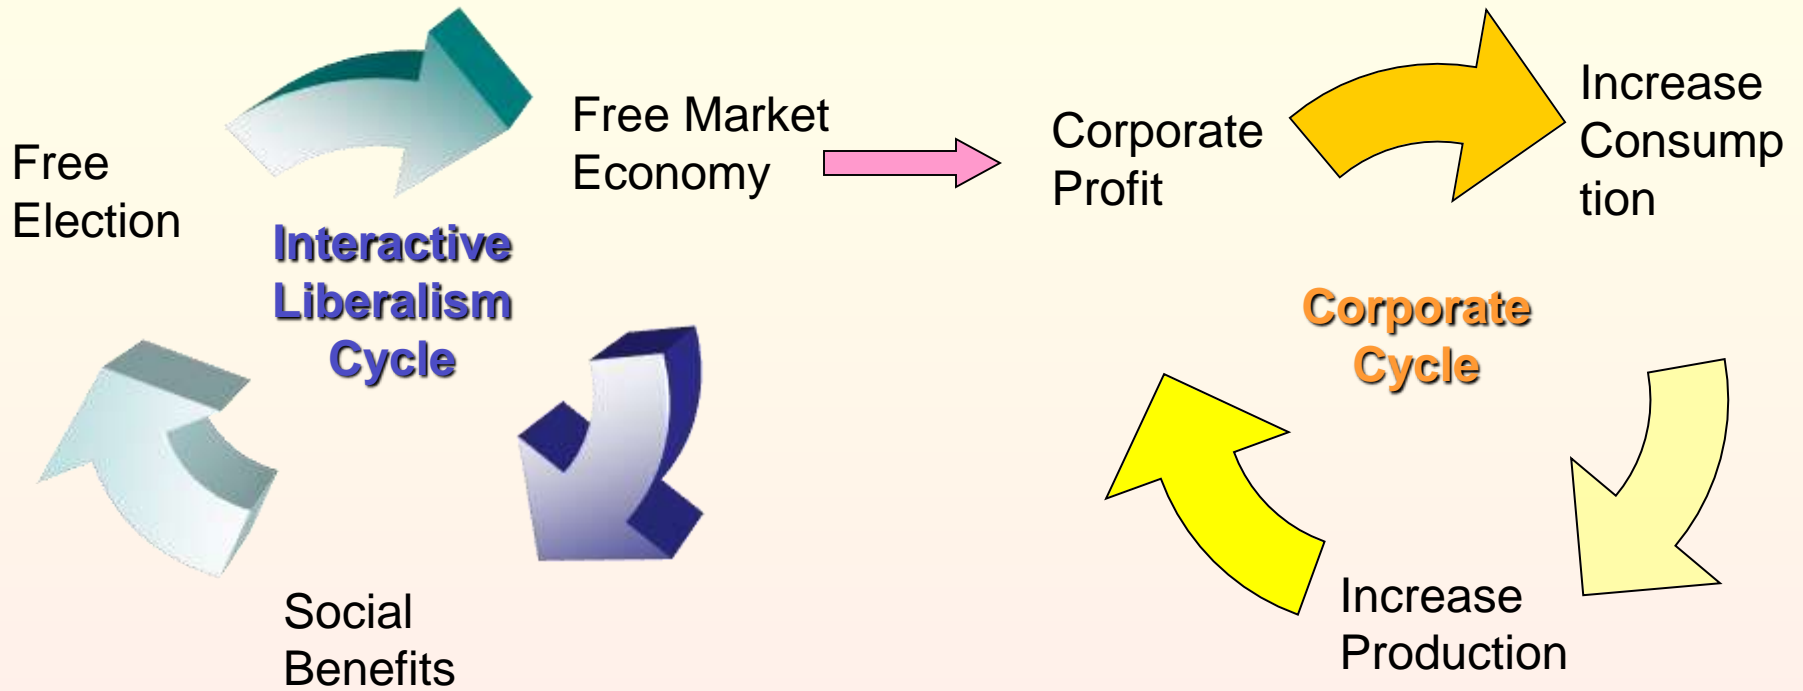 Free
Election
Free Market
Economy
Interactive
Liberalism
Cycle
Social
Benefits
Corporate
Profit
Increase
Consump
tion
Corporate
Cycle
Increase
Production